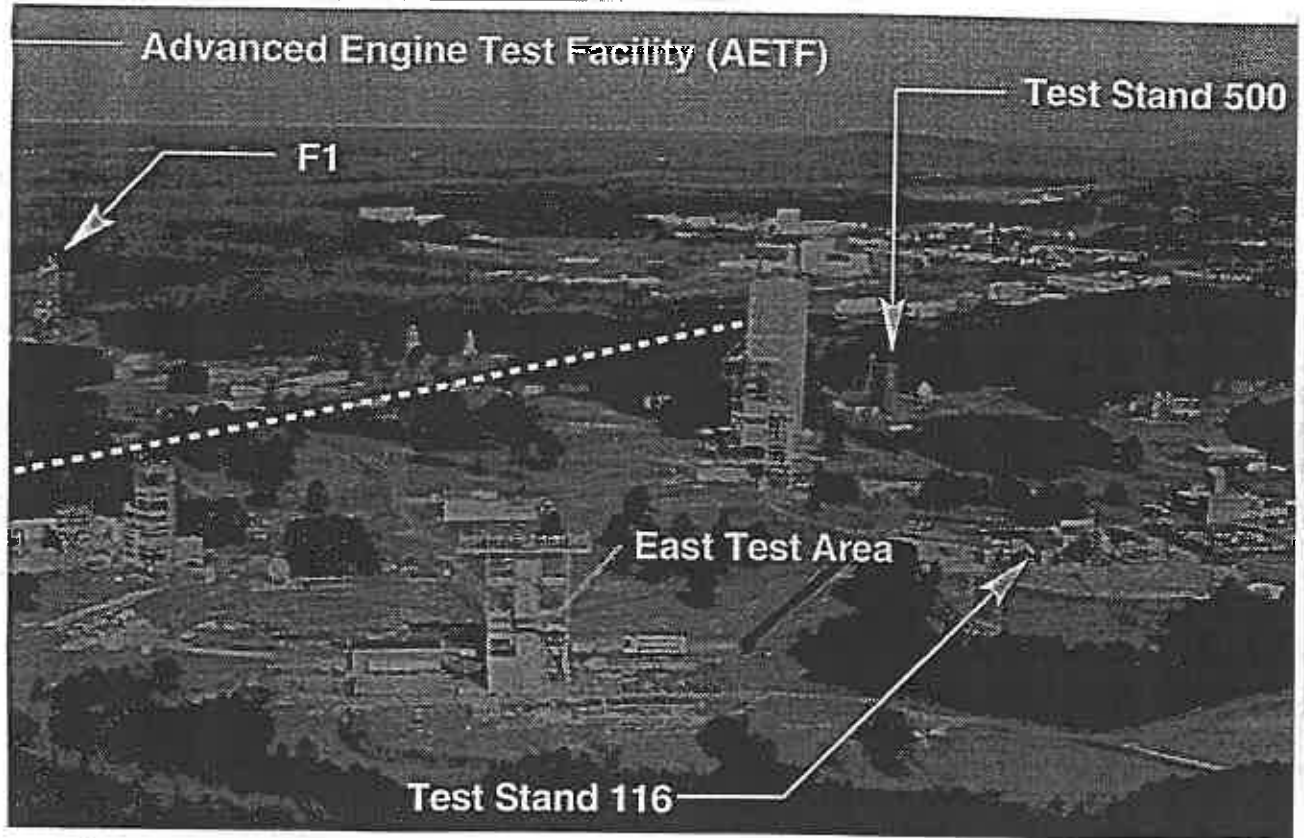 Advanced Engine Test Facility (AETF)
Test Stand 500
F1
East Test Area
Test Stand 116